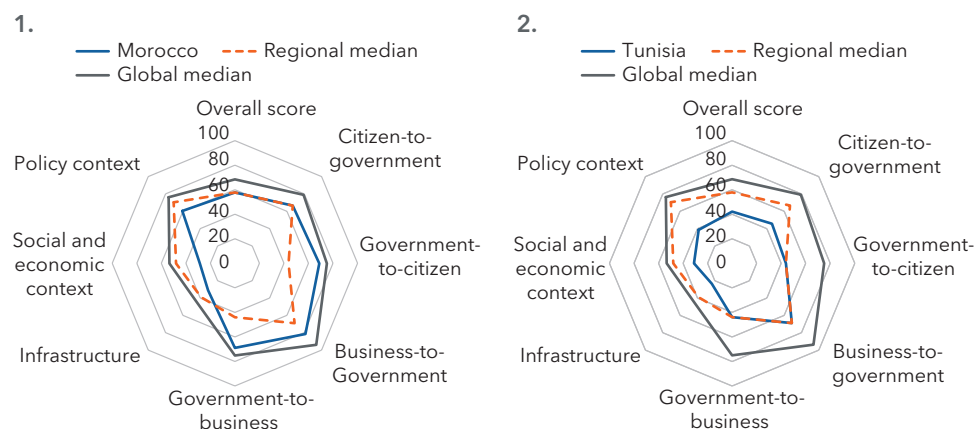 1.
Morocco
Regional median
Global median
Overall score
Citizen-to-
government
Government-
to-citizen
Business-to-
Government
Government-to-
business
Infrastructure
Social and
economic
context
Policy context
100
80
60
40
20
0
2.
Tunisia
Regional median
Global median
Overall score
Citizen-to-
government
Government-
to-citizen
Business-to-
government
Government-to-
business
Infrastructure
Social and
economic
context
Policy context
100
80
60
40
20
0